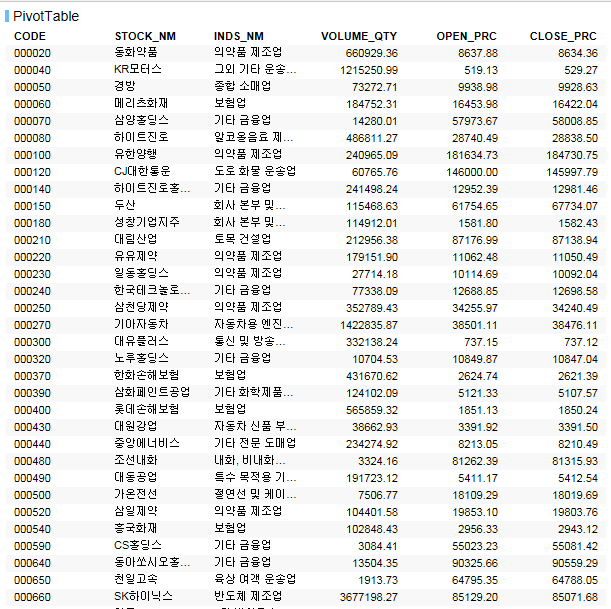 PivotTable
CODE STOCK_NM INDS_NM VOLUME_QTY OPEN_PRC CLOSE_PRC
000020 동화약품 의약품 제조업 660929.36 8637.88 8634.36
000040 KR모터스 그외 기타 운송... 1215250.99 519.13 529.27
000050 경방 종합 소매업 73272.71 9938.98 9928.63
000060 메리츠화재 보험업 184752.31 16453.98 16422.04
000070 삼양홀딩스 기타 금융업 14280.01 57973.67 58008.85
000080 하이트진로 알코올음료 제... 486811.27 28740.49 28838.50
000100 유한양행 의약품 제조업 240965.09 181634.73 184730.75
000120 CJ대한통운 도로 화물 운송업 60765.76 146000.00 145997.79
000140 하이트진로홀... 기타 금융업 241498.24 12952.39 12981.46
000150 두산 회사 본부 및... 115468.63 61754.65 67734.07
000180 성창기업지주 회사 본부 및... 114912.01 1581.80 1582.43
000210 대림산업 토목 건설업 212956.38 87176.99 87138.94
000220 유유제약 의약품 제조업 179151.90 11062.48 11050.49
000230 일동홀딩스 의약품 제조업 27714.18 10114.69 10092.04
000240 한국테크놀로... 기타 금융업 77338.09 12688.85 12698.58
000250 삼천당제약 의약품 제조업 352789.43 34255.97 34240.49
000270 기아자동차 자동차용 엔진... 1422835.87 38501.11 38476.11
000300 대유플러스 통신 및 방송... 332138.24 737.15 737.12
000320 노루홀딩스 기타 금융업 10704.53 10849.87 10847.04
000370 한화손해보험 보험업 431670.62 2624.74 2621.39
000390 삼화페인트공업 기타 화학제품... 124102.09 5121.33 5107.57
000400 롯데손해보험 보험업 565859.32 1851.13 1850.24
000430 대원강업 자동차 신품 부... 38662.93 3391.92 3391.50
000440 중앙에너비스 기타 전문 도매업 234274.92 8213.05 8210.49
000480 조선내화 내화, 비내화... 3324.16 81262.39 81315.93
000490 대동공업 특수 목적용 기... 191723.12 5411.17 5412.54
000500 가온전선 절연선 및 케이... 7506.77 18109.29 18019.69
000520 삼일제약 의약품 제조업 104401.58 19853.10 19803.76
000540 흥국화재 보험업 102848.43 2956.33 2943.12
000590 CS홀딩스 기타 금융업 3084.41 55023.23 55081.42
000640 동아쏘시오홀... 기타 금융업 13504.35 90325.66 90559.29
000650 천일고속 육상 여객 운송업 1913.73 64795.35 64788.05
000660 SK하이닉스 반도체 제조업 3677198.27 85129.20 85071.68